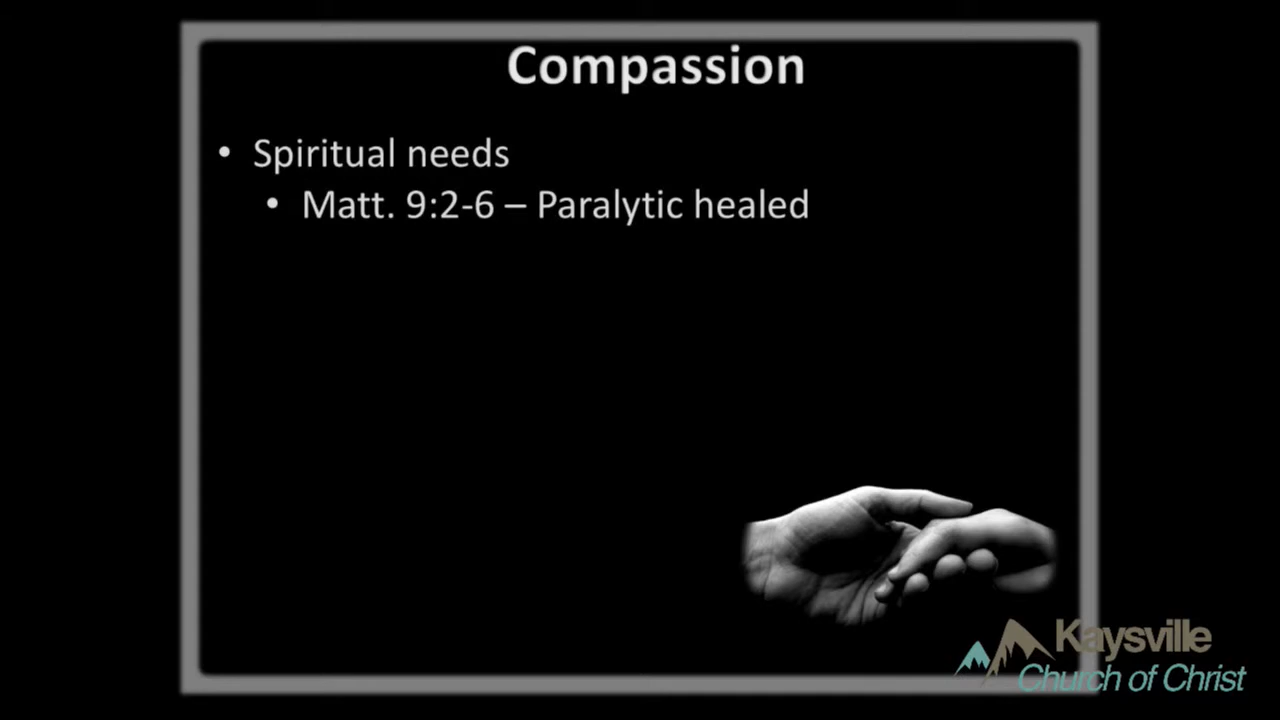 Compassion
• Spiritual needs
• Matt. 9:2-6 – Paralytic healed
Kaysville
Church of Christ